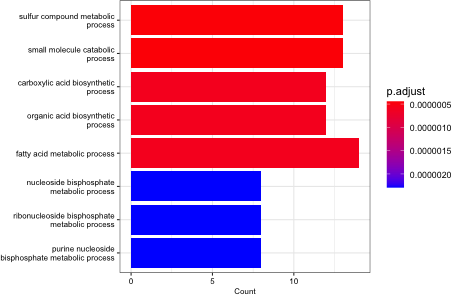 sulfur compound metabolic
process
small molecule catabolic
process
carboxylic acid biosynthetic
process
organic acid biosynthetic
process
fatty acid metabolic process
nucleoside bisphosphate
metabolic process
ribonucleoside bisphosphate
metabolic process
purine nucleoside
bisphosphate metabolic process
0 5 10
Count
p.adjust
0.0000005
0.0000010
0.0000015
0.0000020